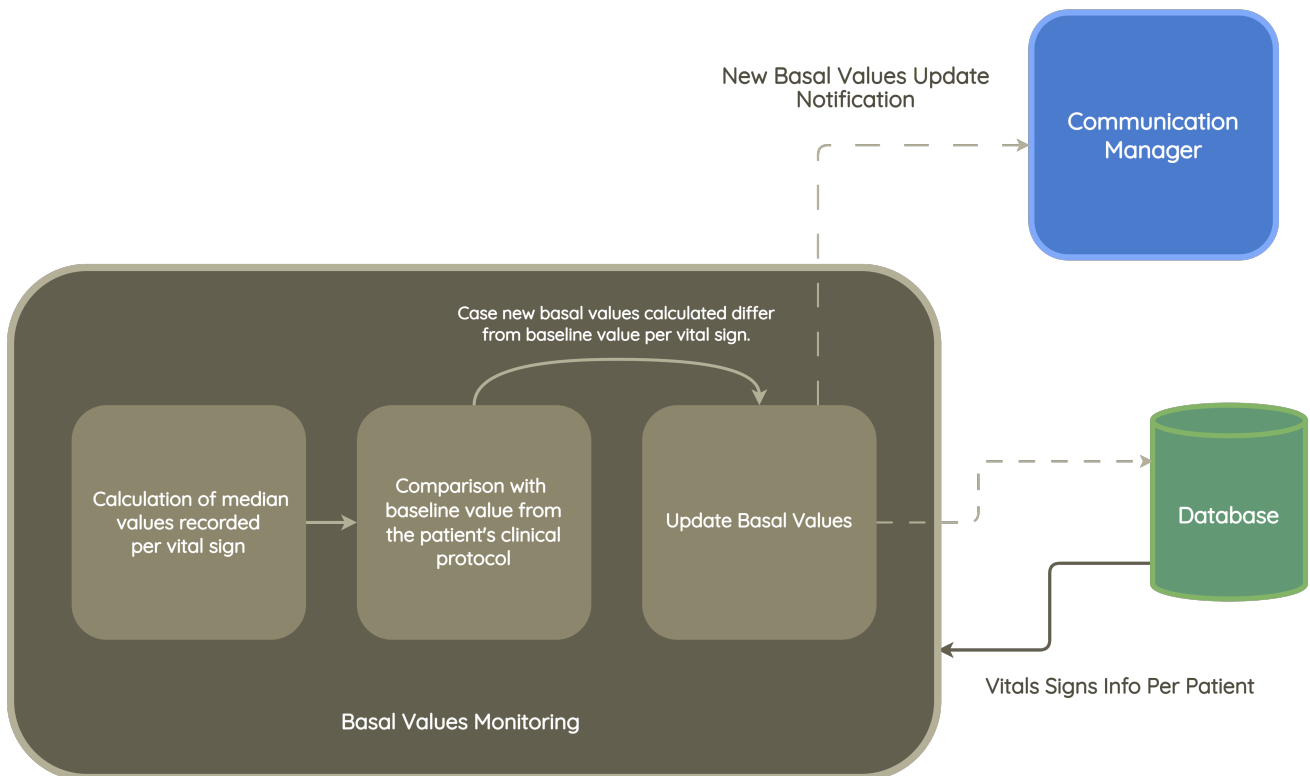 New Basal Values Update
Notification
Communication
Manager
Case new basal values calculated differ
from baseline value per vital sign.
Calculation of median
values recorded
per vital sign
Comparison with
baseline value from
the patient's clinical
protocol
Update Basal Values
Database
Vitals Signs Info Per Patient
Basal Values Monitoring